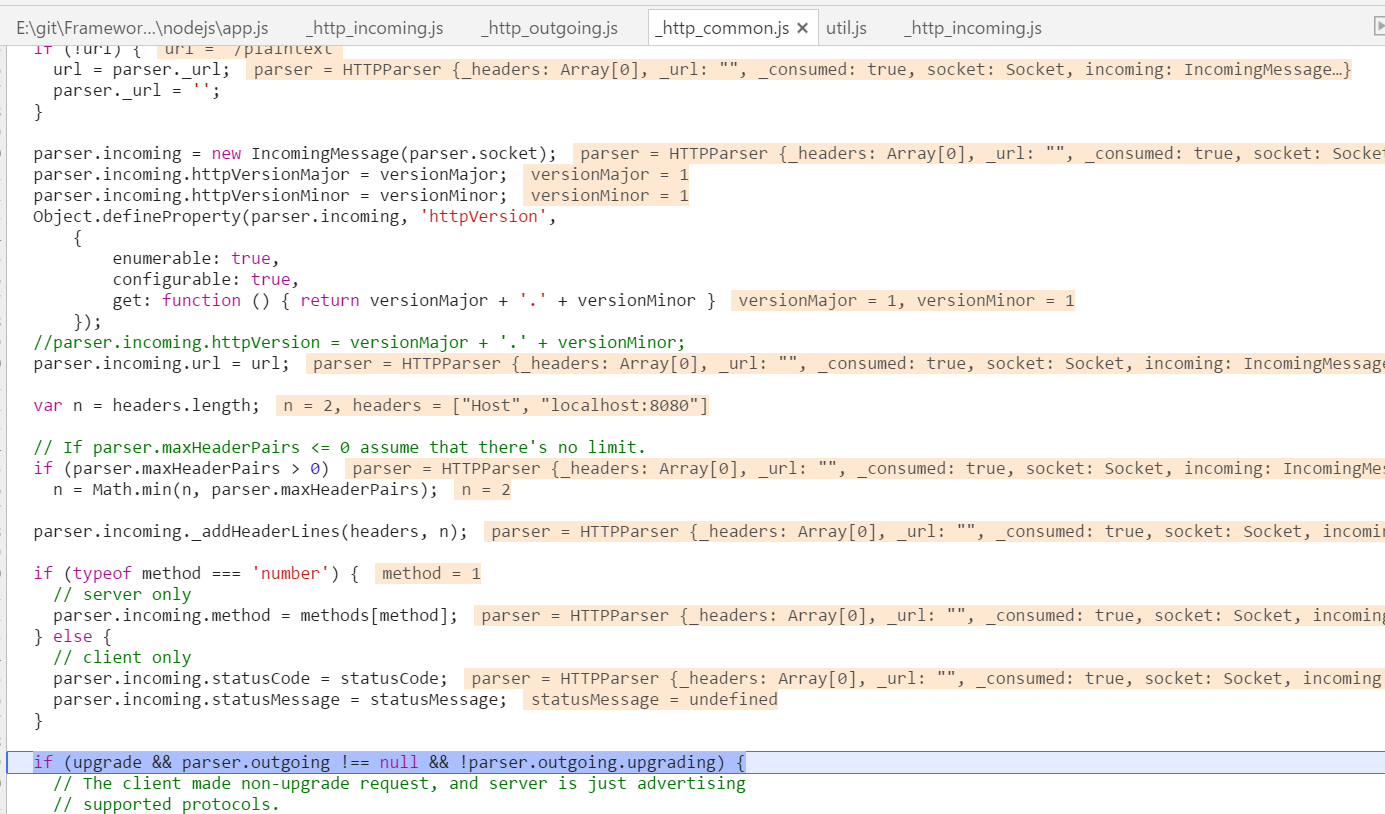 E:\git\Framewor...\nodejs\app.js _http_incoming.js _http_outgoing.js _http_common.js × util.js _http_incoming.js
if (!url) { url = "/plaintext"
url = parser._url; parser = HTTPParser {_headers: Array[0], _url: "", _consumed: true, socket: Socket, incoming: IncomingMessage…}
parser._url = '';
}
parser.incoming = new IncomingMessage(parser.socket); parser = HTTPParser {_headers: Array[0], _url: "", _consumed: true, socket: Socket
parser.incoming.httpVersionMajor = versionMajor; versionMajor = 1
parser.incoming.httpVersionMinor = versionMinor; versionMinor = 1
Object.defineProperty(parser.incoming, 'httpVersion',
{
enumerable: true,
configurable: true,
get: function () { return versionMajor + '.' + versionMinor } versionMajor = 1, versionMinor = 1
});
//parser.incoming.httpVersion = versionMajor + '.' + versionMinor;
parser.incoming.url = url; parser = HTTPParser {_headers: Array[0], _url: "", _consumed: true, socket: Socket, incoming: IncomingMessage
var n = headers.length; n = 2, headers = ["Host", "localhost:8080"]
// If parser.maxHeaderPairs <= 0 assume that there's no limit.
if (parser.maxHeaderPairs > 0) parser = HTTPParser {_headers: Array[0], _url: "", _consumed: true, socket: Socket, incoming: IncomingMes
n = Math.min(n, parser.maxHeaderPairs); n = 2
parser.incoming._addHeaderLines(headers, n); parser = HTTPParser {_headers: Array[0], _url: "", _consumed: true, socket: Socket, incomin
if (typeof method === 'number') { method = 1
// server only
parser.incoming.method = methods[method]; parser = HTTPParser {_headers: Array[0], _url: "", _consumed: true, socket: Socket, incoming
} else {
// client only
parser.incoming.statusCode = statusCode; parser = HTTPParser {_headers: Array[0], _url: "", _consumed: true, socket: Socket, incoming
parser.incoming.statusMessage = statusMessage; statusMessage = undefined
}
if (upgrade && parser.outgoing !== null && !parser.outgoing.upgrading) {
// The client made non-upgrade request, and server is just advertising
// supported protocols.